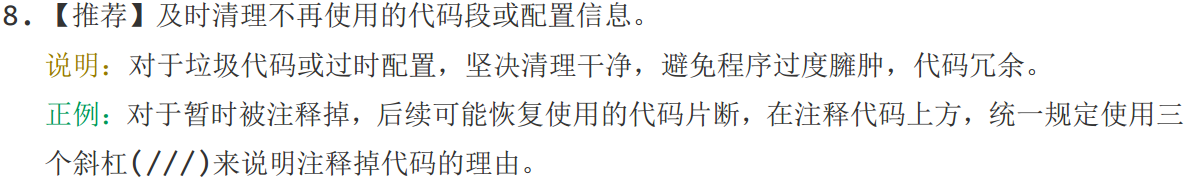 8. 【推荐】及时清理不再使用的代码段或配置信息。
说明：对于垃圾代码或过时配置，坚决清理干净，避免程序过度臃肿，代码冗余。
正例：对于暂时被注释掉，后续可能恢复使用的代码片断，在注释代码上方，统一规定使用三
个斜杠(///)来说明注释掉代码的理由。